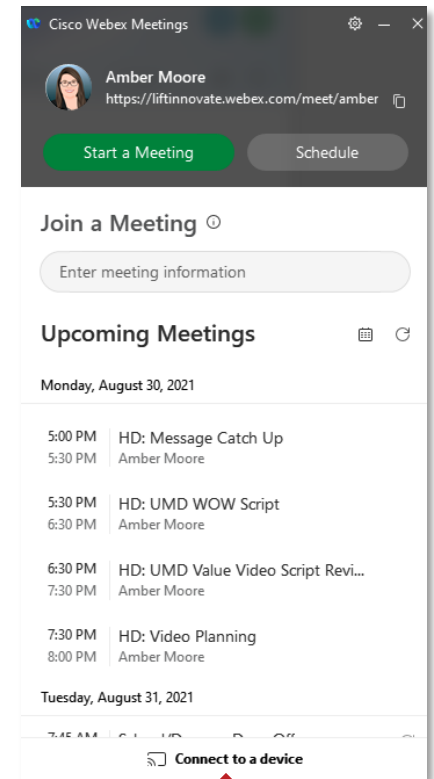 Cisco Webex Meetings
Amber Moore
https://liftinnovate.webex.com/meet/amber
Start a Meeting
Schedule
Join a Meeting
Enter meeting information
Upcoming Meetings
Monday, August 30, 2021
5:00 PM HD: Message Catch Up
5:30 PM Amber Moore
5:30 PM HD: UMD WOW Script
6:30 PM Amber Moore
6:30 PM HD: UMD Value Video Script Revi...
7:30 PM Amber Moore
7:30 PM HD: Video Planning
8:00 PM Amber Moore
Tuesday, August 31, 2021
7:45 AM
Connect to a device